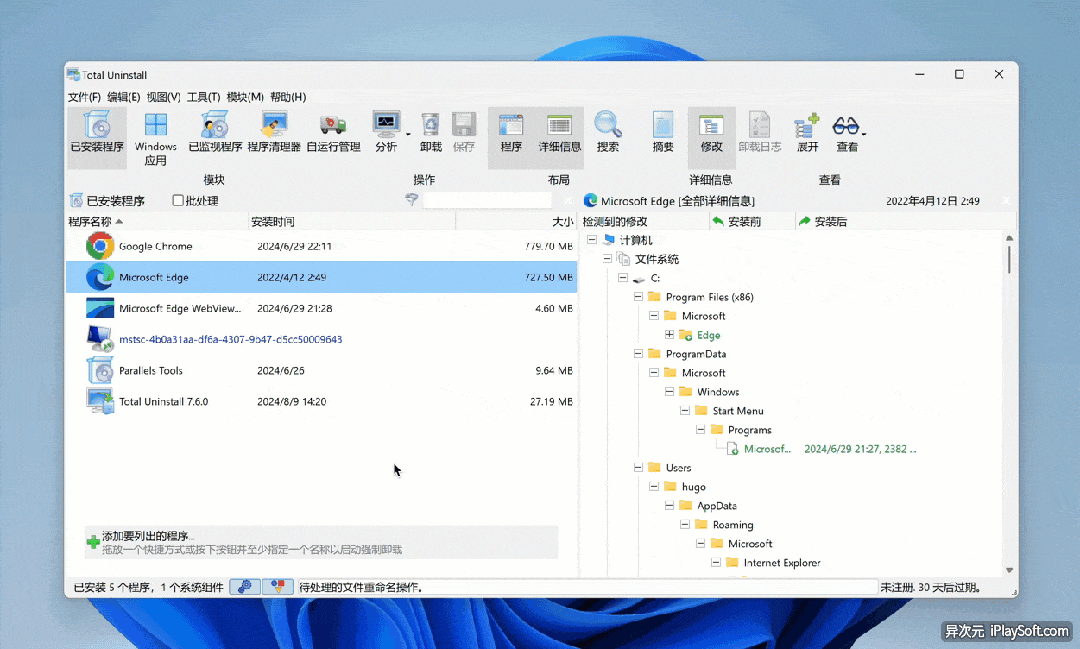 Total Uninstall
文件(F) 编辑(E) 视图(V) 工具(T) 模块(M) 帮助(H)
已安装程序 Windows 应用 已监视程序 程序清理器 自运行管理 分析 卸载 保存 程序 详细信息 搜索 摘要 修改 卸载日志 展开 查看
模块 操作 布局 详细信息 查看
已安装程序 批处理
Microsoft Edge [全部详细信息] 2022年4月12日 2:49
程序名称 安装时间 大小
检测到的修改 安装前 安装后
Google Chrome 2024/6/29 22:11 779.70 MB
Microsoft Edge 2022/4/12 2:49 727.50 MB
Microsoft Edge WebView... 2024/6/29 21:28 4.60 MB
mstsc-4b0a31aa-df6a-4307-9b47-d5cc50009643
Parallels Tools 2024/6/26 9.64 MB
Total Uninstall 7.6.0 2024/8/9 14:20 27.19 MB
添加要列出的程序...
拖放一个快捷方式或按下按钮并至少指定一个名称以启动强制卸载
计算机
文件系统
C:
Program Files (x86)
Microsoft
Edge
ProgramData
Microsoft
Windows
Start Menu
Programs
Microsof... 2024/6/29 21:27, 2382 ...
Users
hugo
AppData
Roaming
Microsoft
Internet Explorer
已安装 5 个程序，1 个系统组件 待处理的文件重命名操作。 未注册. 30 天后过期。
异次元 iPlaySoft.com